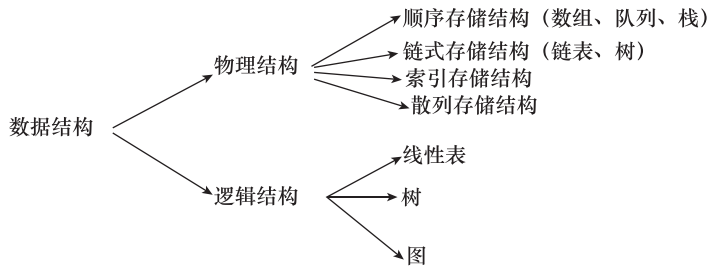 顺序存储结构（数组、队列、栈）
物理结构
链式存储结构（链表、树）
索引存储结构
散列存储结构
数据结构
线性表
逻辑结构
树
图